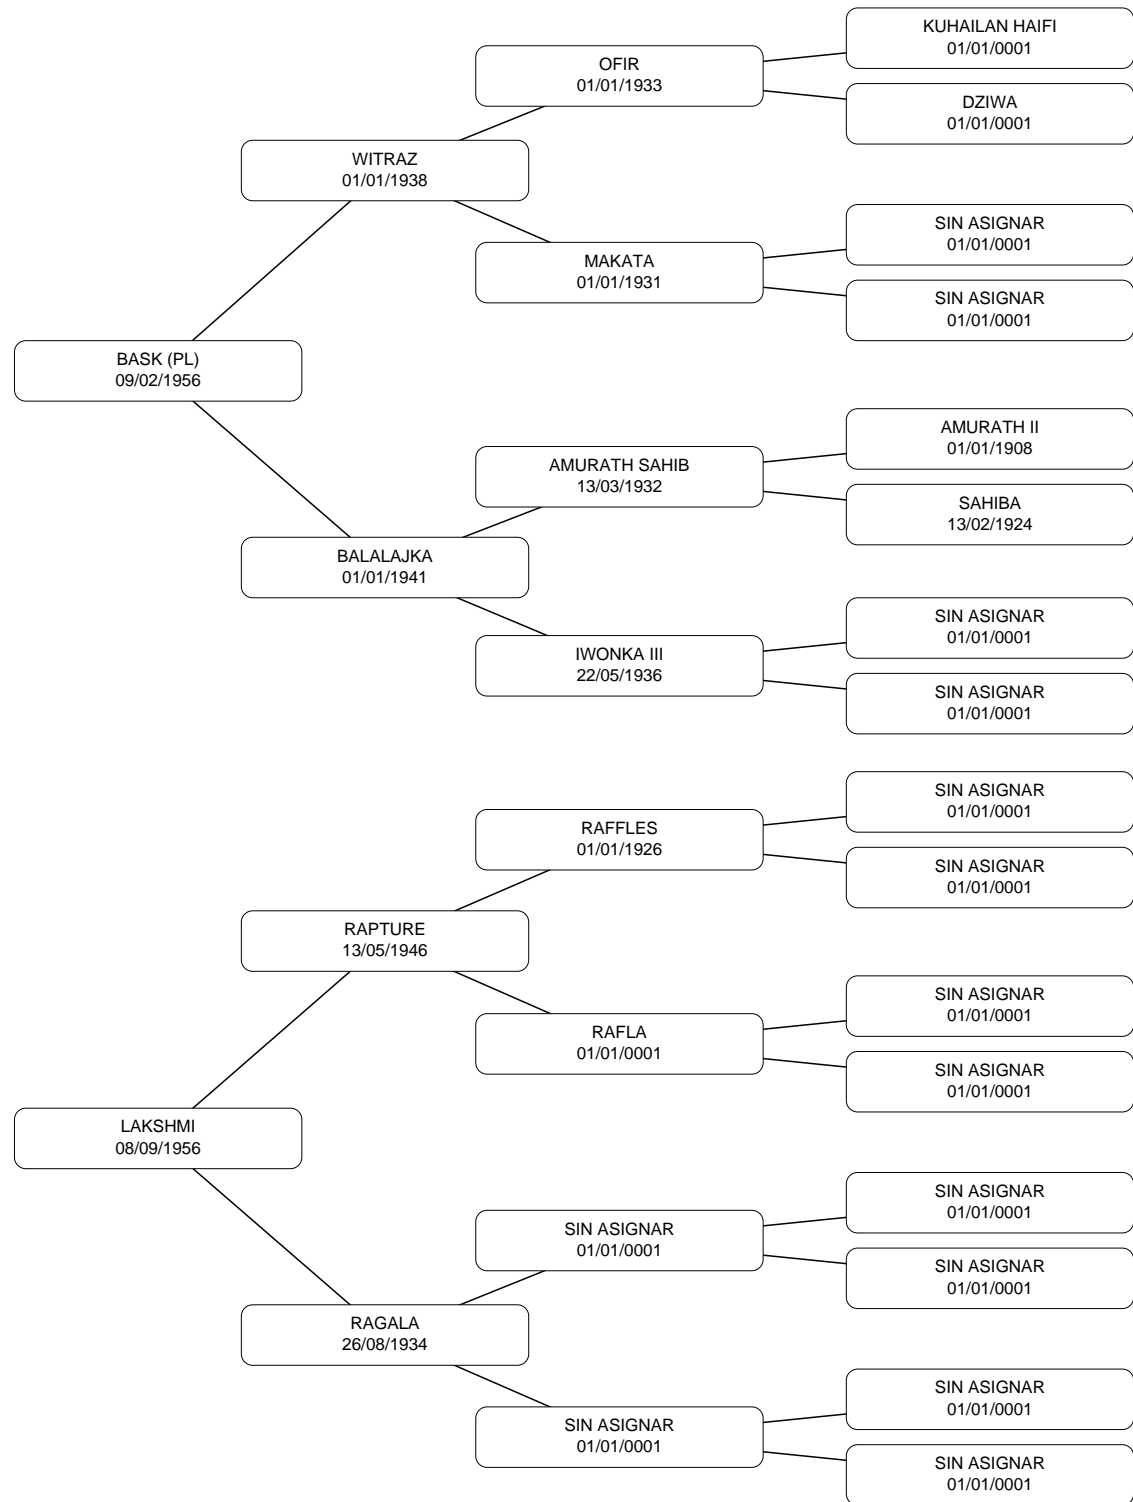 KUHAILAN HAIFI
01/01/0001
OFIR
01/01/1933
DZIWA
01/01/0001
WITRAZ
01/01/1938
SIN ASIGNAR
01/01/0001
MAKATA
01/01/1931
SIN ASIGNAR
01/01/0001
BASK (PL)
09/02/1956
AMURATH II
01/01/1908
AMURATH SAHIB
13/03/1932
SAHIBA
13/02/1924
BALALAJKA
01/01/1941
SIN ASIGNAR
01/01/0001
IWONKA III
22/05/1936
SIN ASIGNAR
01/01/0001
SIN ASIGNAR
01/01/0001
RAFFLES
01/01/1926
SIN ASIGNAR
01/01/0001
RAPTURE
13/05/1946
SIN ASIGNAR
01/01/0001
RAFLA
01/01/0001
SIN ASIGNAR
01/01/0001
LAKSHMI
08/09/1956
SIN ASIGNAR
01/01/0001
SIN ASIGNAR
01/01/0001
SIN ASIGNAR
01/01/0001
RAGALA
26/08/1934
SIN ASIGNAR
01/01/0001
SIN ASIGNAR
01/01/0001
SIN ASIGNAR
01/01/0001